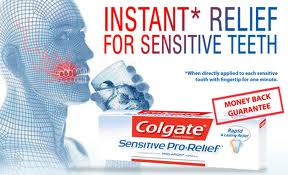 INSTANT* RELIEF
FOR SENSITIVE TEETH
*When directly applied to each sensitive
tooth with fingertip for one minute.
MONEY BACK
GUARANTEE
Colgate
Rapid
& Lasting Relief
Sensitive Pro-Relief